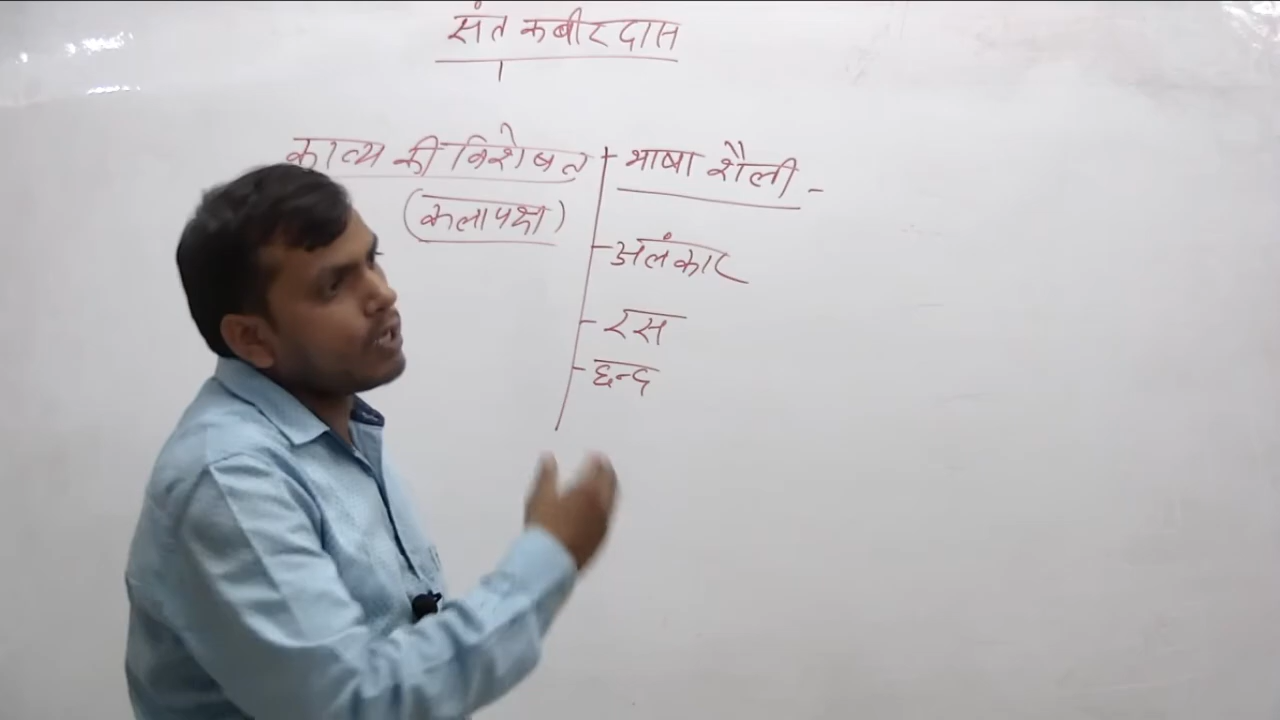 संत कबीरदास
काव्य की विशेषत
(कलापक्ष)
भाषा शैली -
अलंकार
रस
छन्द